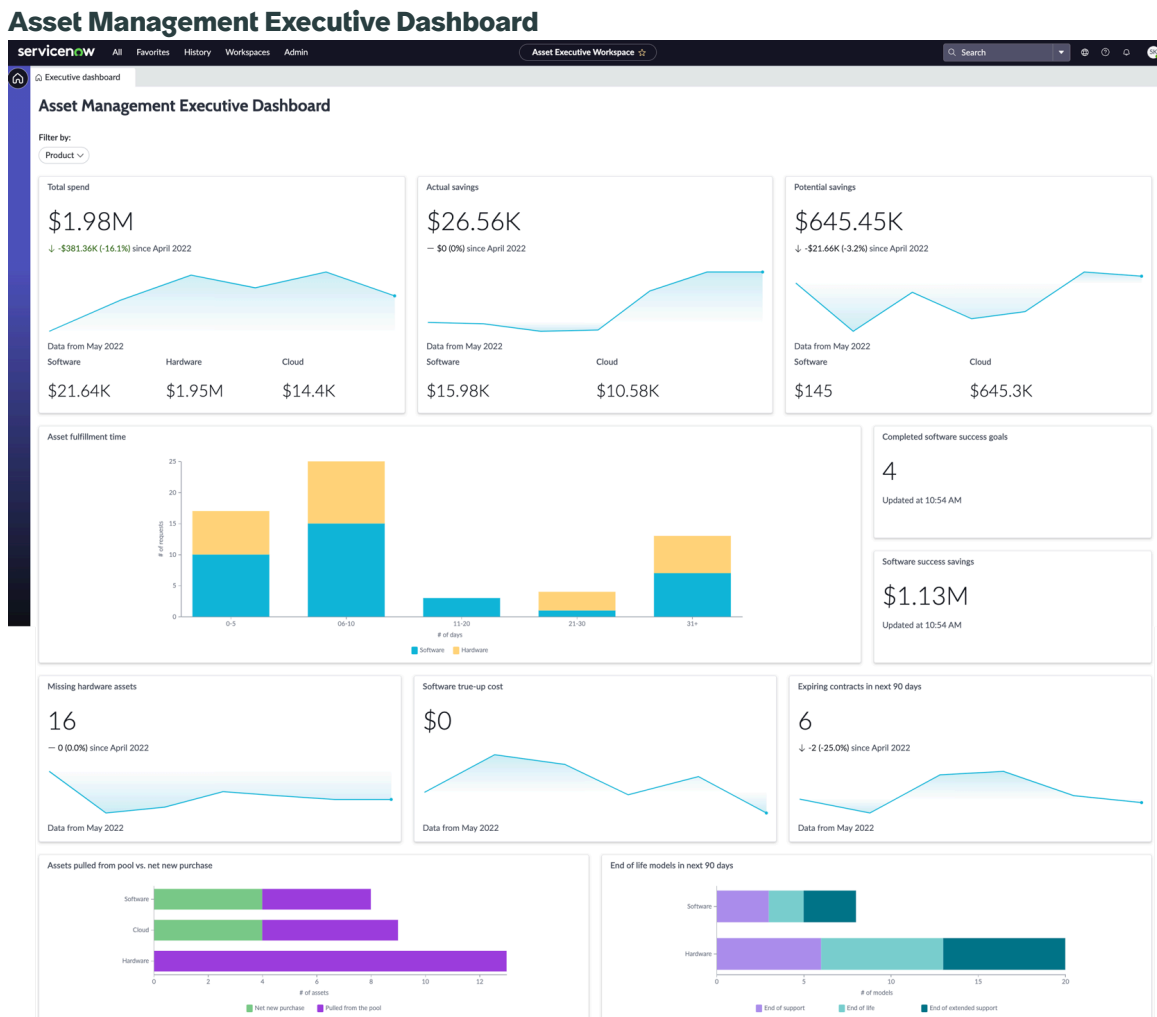 Asset Management Executive Dashboard
servicenow All Favorites History Workspaces Admin Asset Executive Workspace ☆ Search
Executive dashboard
Asset Management Executive Dashboard
Filter by:
Product
Total spend
$1.98M
↓ -$381.36K (-16.1%) since April 2022
Data from May 2022
Software Hardware Cloud
$21.64K $1.95M $14.4K
Actual savings
$26.56K
— $0 (0%) since April 2022
Data from May 2022
Software Cloud
$15.98K $10.58K
Potential savings
$645.45K
↓ -$21.66K (-3.2%) since April 2022
Data from May 2022
Software Cloud
$145 $645.3K
Asset fulfillment time
25
20
15
10
5
0
# of requests
0-5 06-10 11-20 21-30 31+
# of days
Software Hardware
Completed software success goals
4
Updated at 10:54 AM
Software success savings
$1.13M
Updated at 10:54 AM
Missing hardware assets
16
— 0 (0.0%) since April 2022
Data from May 2022
Software true-up cost
$0
Data from May 2022
Expiring contracts in next 90 days
6
↓ -2 (-25.0%) since April 2022
Data from May 2022
Assets pulled from pool vs. net new purchase
Software
Cloud
Hardware
0 2 4 6 8 10 12
# of assets
Net new purchase Pulled from the pool
End of life models in next 90 days
Software
Hardware
0 5 10 15 20
# of models
End of support End of life End of extended support